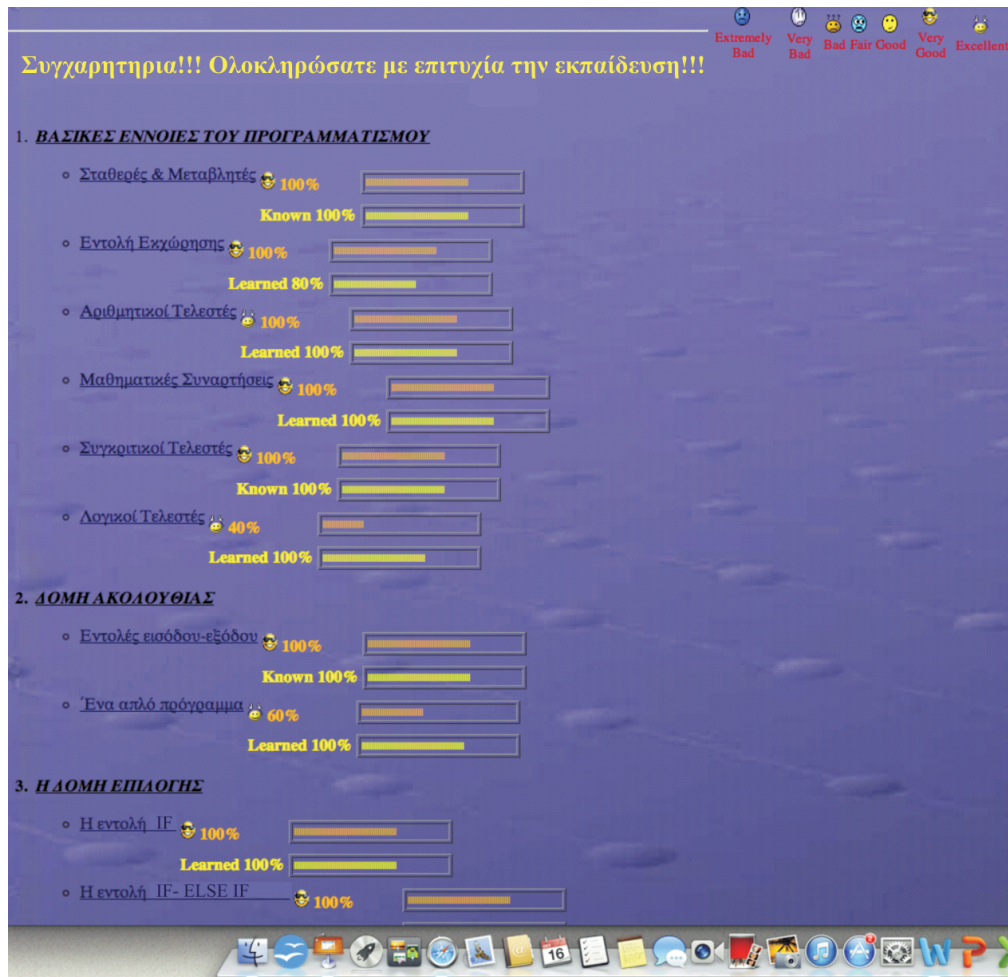 Extremely Bad Very Bad Bad Fair Good Very Good Excellent
Συγχαρητηρια!!! Ολοκληρώσατε με επιτυχία την εκπαίδευση!!!
1. ΒΑΣΙΚΕΣ ΕΝΝΟΙΕΣ ΤΟΥ ΠΡΟΓΡΑΜΜΑΤΙΣΜΟΥ
Σταθερές & Μεταβλητές 100%
Known 100%
Εντολή Εκχώρησης 100%
Learned 80%
Αριθμητικοί Τελεστές 100%
Learned 100%
Μαθηματικές Συναρτήσεις 100%
Learned 100%
Συγκριτικοί Τελεστές 100%
Known 100%
Λογικοί Τελεστές 40%
Learned 100%
2. ΔΟΜΗ ΑΚΟΛΟΥΘΙΑΣ
Εντολές εισόδου-εξόδου 100%
Known 100%
Ένα απλό πρόγραμμα 60%
Learned 100%
3. Η ΔΟΜΗ ΕΠΙΛΟΓΗΣ
Η εντολή IF 100%
Learned 100%
Η εντολή IF- ELSE IF 100%
16
7